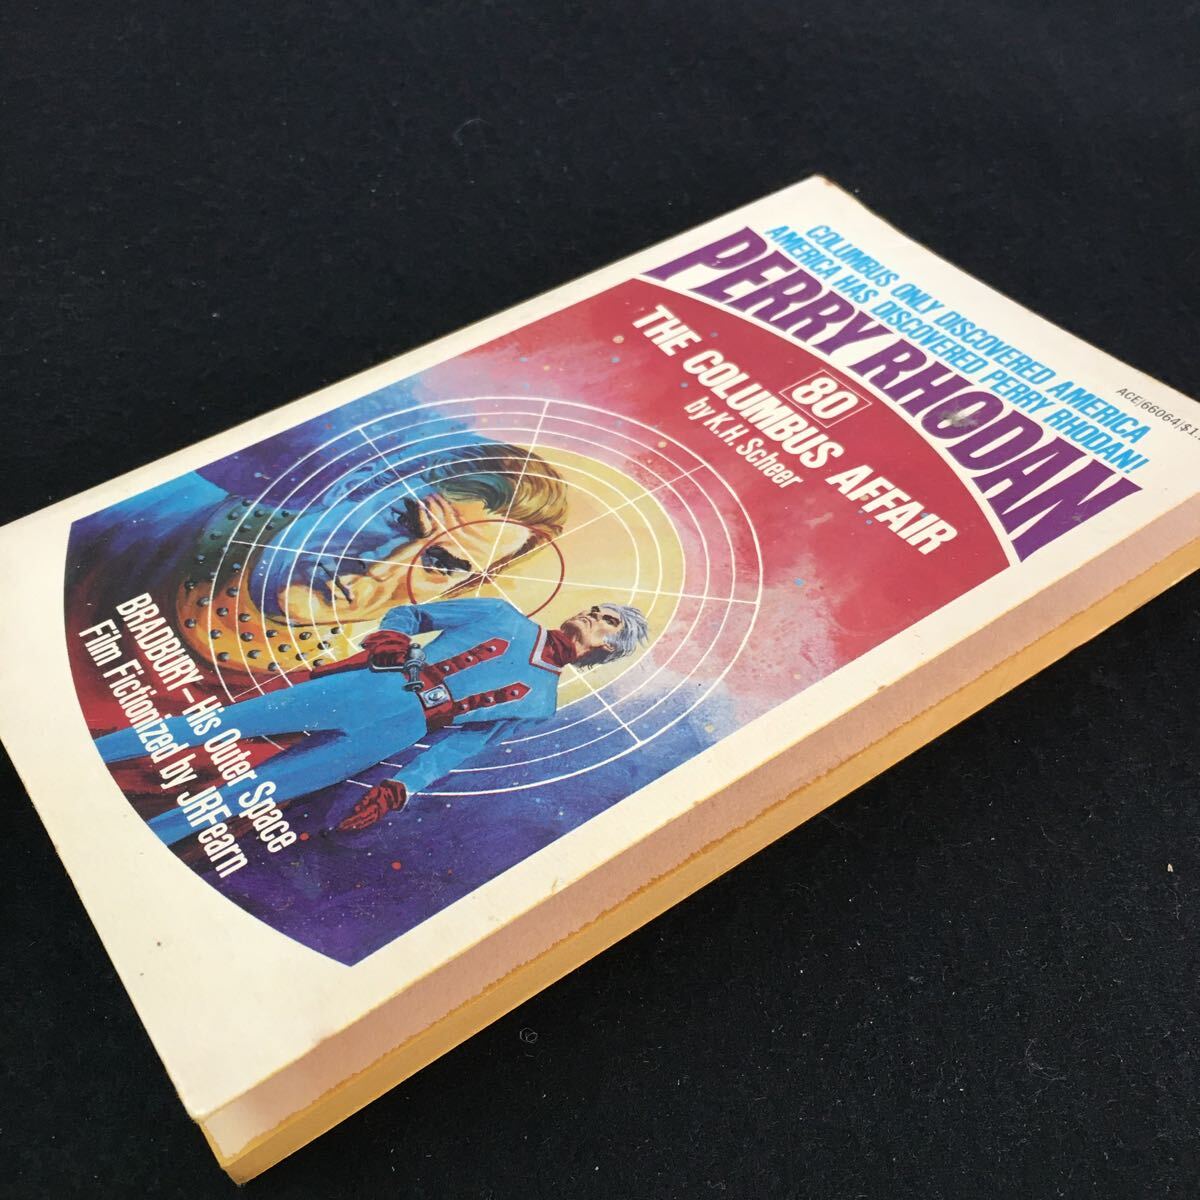 COLUMBUS ONLY DISCOVERED AMERICA
AMERICA HAS DISCOVERED PERRY RHODAN!
ACE/66064/$1.
PERRY RHODAN
80
THE COLUMBUS AFFAIR
by K.H. Scheer
BRADBURY—His Outer Space
Film Fictionized by JRFearn